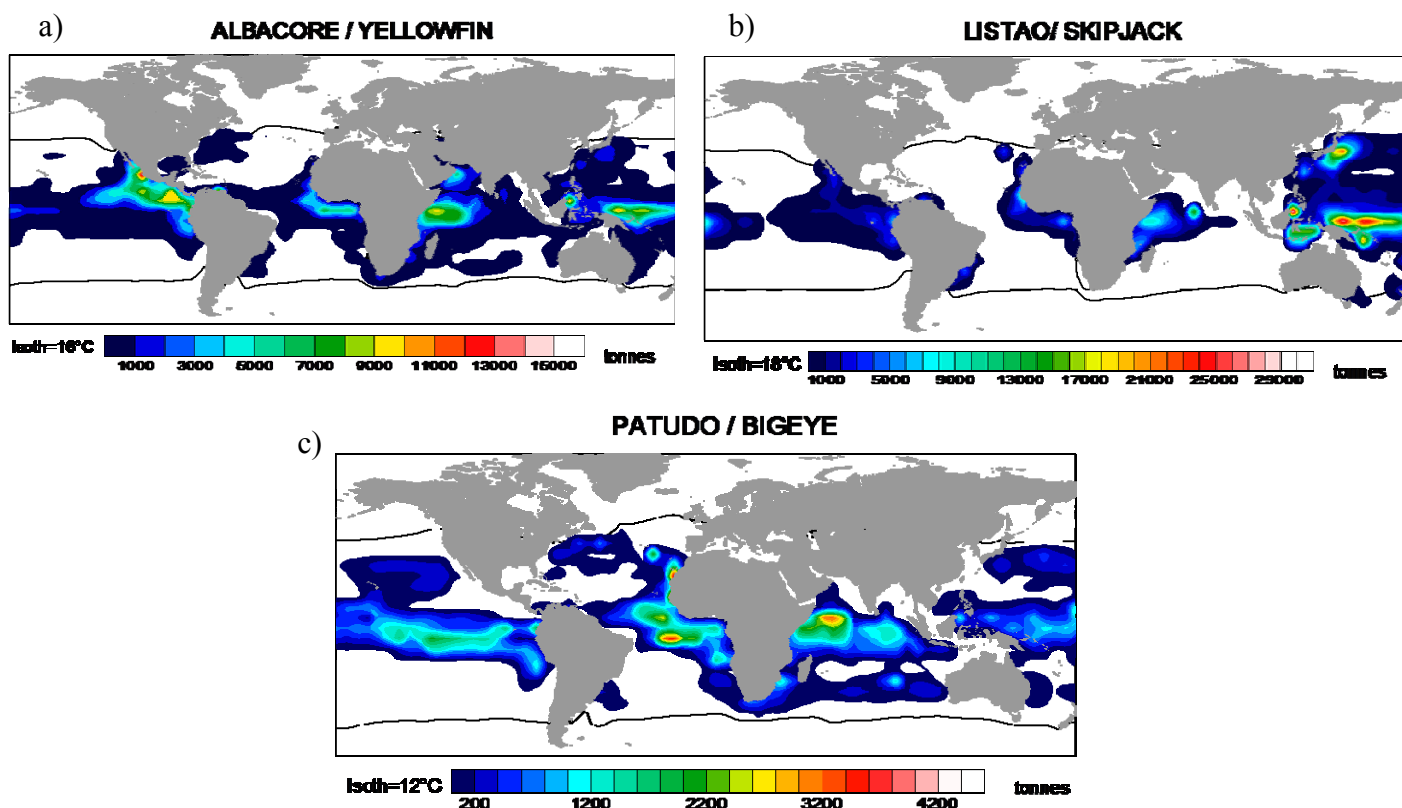 a)
ALBACORE / YELLOWFIN
b)
LISTAO/ SKIPJACK
Isoth=16°C
1000 3000 5000 7000 9000 11000 13000 15000
tonnes
Isoth=18°C
1000 5000 9000 13000 17000 21000 25000 29000
tonnes
c)
PATUDO / BIGEYE
Isoth=12°C
200 1200 2200 3200 4200
tonnes